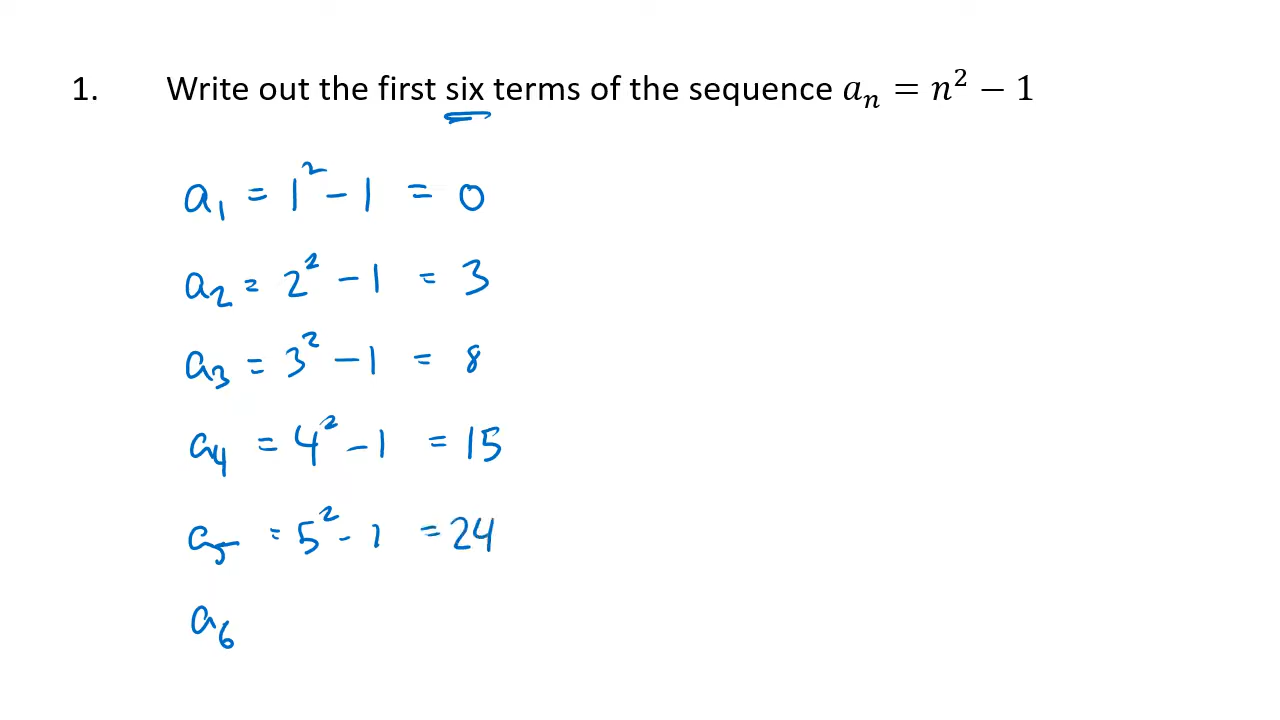 1. Write out the first six terms of the sequence aₙ = n² − 1
a₁ = 1² − 1 = 0
a₂ = 2² − 1 = 3
a₃ = 3² − 1 = 8
a₄ = 4² − 1 = 15
a₅ = 5² − 1 = 24
a₆